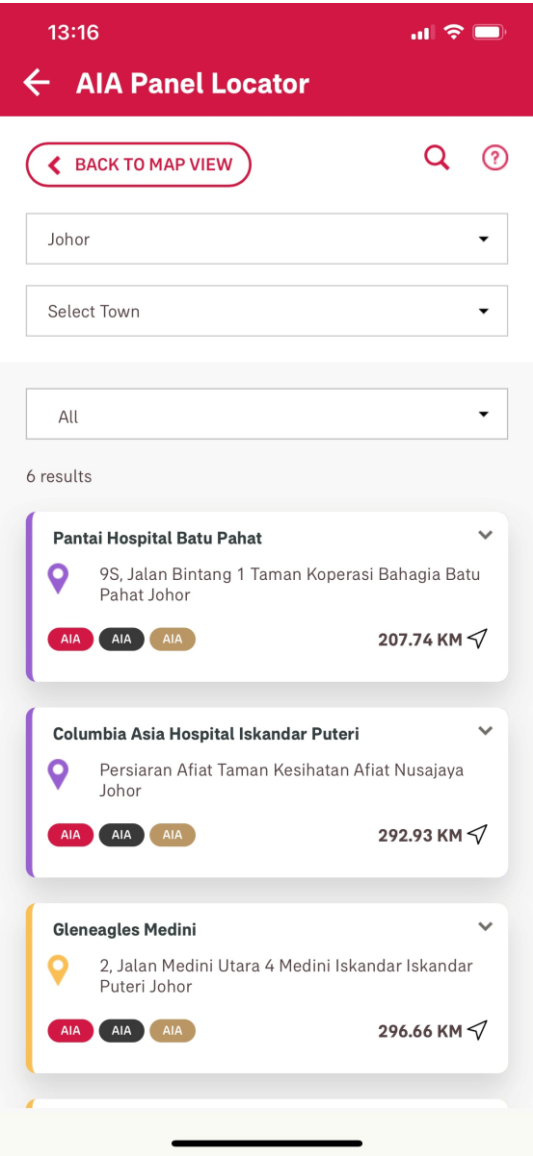 13:16
AIA Panel Locator
BACK TO MAP VIEW
?
Johor
Select Town
All
6 results
Pantai Hospital Batu Pahat
9S, Jalan Bintang 1 Taman Koperasi Bahagia Batu
Pahat Johor
AIA AIA AIA 207.74 KM
Columbia Asia Hospital Iskandar Puteri
Persiaran Afiat Taman Kesihatan Afiat Nusajaya
Johor
AIA AIA AIA 292.93 KM
Gleneagles Medini
2, Jalan Medini Utara 4 Medini Iskandar Iskandar
Puteri Johor
AIA AIA AIA 296.66 KM